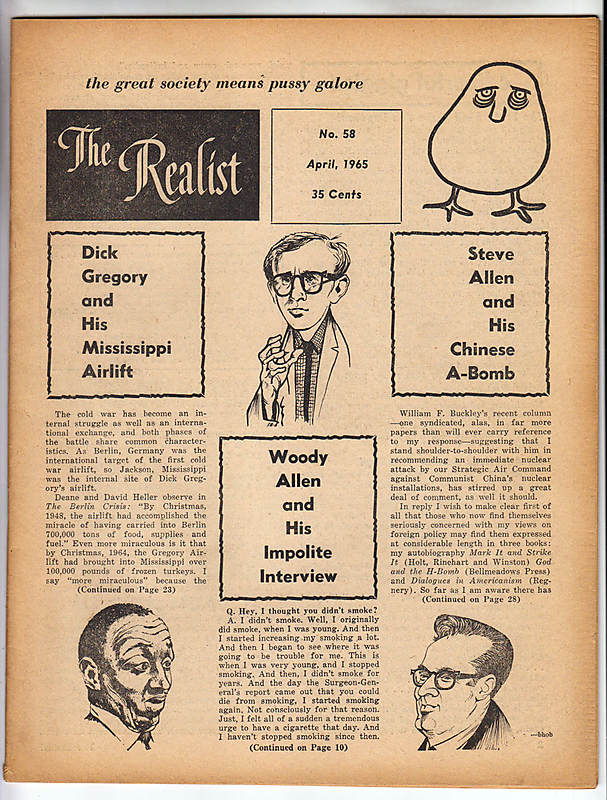 the great society means pussy galore
The Realist
No. 58
April, 1965
35 Cents
Dick
Gregory
and
His
Mississippi
Airlift
The cold war has become an in-
ternal struggle as well as an interna-
tional exchange, and both phases of
the battle share common character-
istics. As Berlin, Germany was the
international target of the first cold
war airlift, so Jackson, Mississippi
was the internal site of Dick Greg-
ory's airlift.
Deane and David Heller observe in
The Berlin Crisis: "By Christmas,
1948, the airlift had accomplished the
miracle of having carried into Berlin
700,000 tons of food, supplies and
fuel." Even more miraculous is it that
by Christmas, 1964, the Gregory Air-
lift had brought into Mississippi over
100,000 pounds of frozen turkeys. I
say "more miraculous" because the
(Continued on Page 23)
Woody
Allen
and
His
Impolite
Interview
Q. Hey, I thought you didn't smoke?
A. I didn't smoke. Well, I originally
did smoke, when I was young. And then
I started increasing my smoking a lot.
And then I began to see where it was
going to be trouble for me. This is
when I was very young, and I stopped
smoking. And then, I didn't smoke for
years. And the day the Surgeon-Gen-
eral's report came out that you could
die from smoking, I started smoking
again. Not consciously for that reason.
Just, I felt all of a sudden a tremendous
urge to have a cigarette that day. And
I haven't stopped smoking since then.
(Continued on Page 10)
Steve
Allen
and
His
Chinese
A-Bomb
William F. Buckley's recent column
—one syndicated, alas, in far more
papers than will ever carry reference
to my response—suggesting that I
stand shoulder-to-shoulder with him in
recommending an immediate nuclear
attack by our Strategic Air Command
against Communist China's nuclear
installations, has stirred up a great
deal of comment, as well it should.
In reply I wish to make clear first of
all that those who now find themselves
seriously concerned with my views on
foreign policy may find them expressed
at considerable length in three books:
my autobiography Mark It and Strike
It (Holt, Rinehart and Winston) God
and the H-Bomb (Bellmeadows Press)
and Dialogues in Americanism (Reg-
nery). So far as I am aware there has
(Continued on Page 28)
—bhob